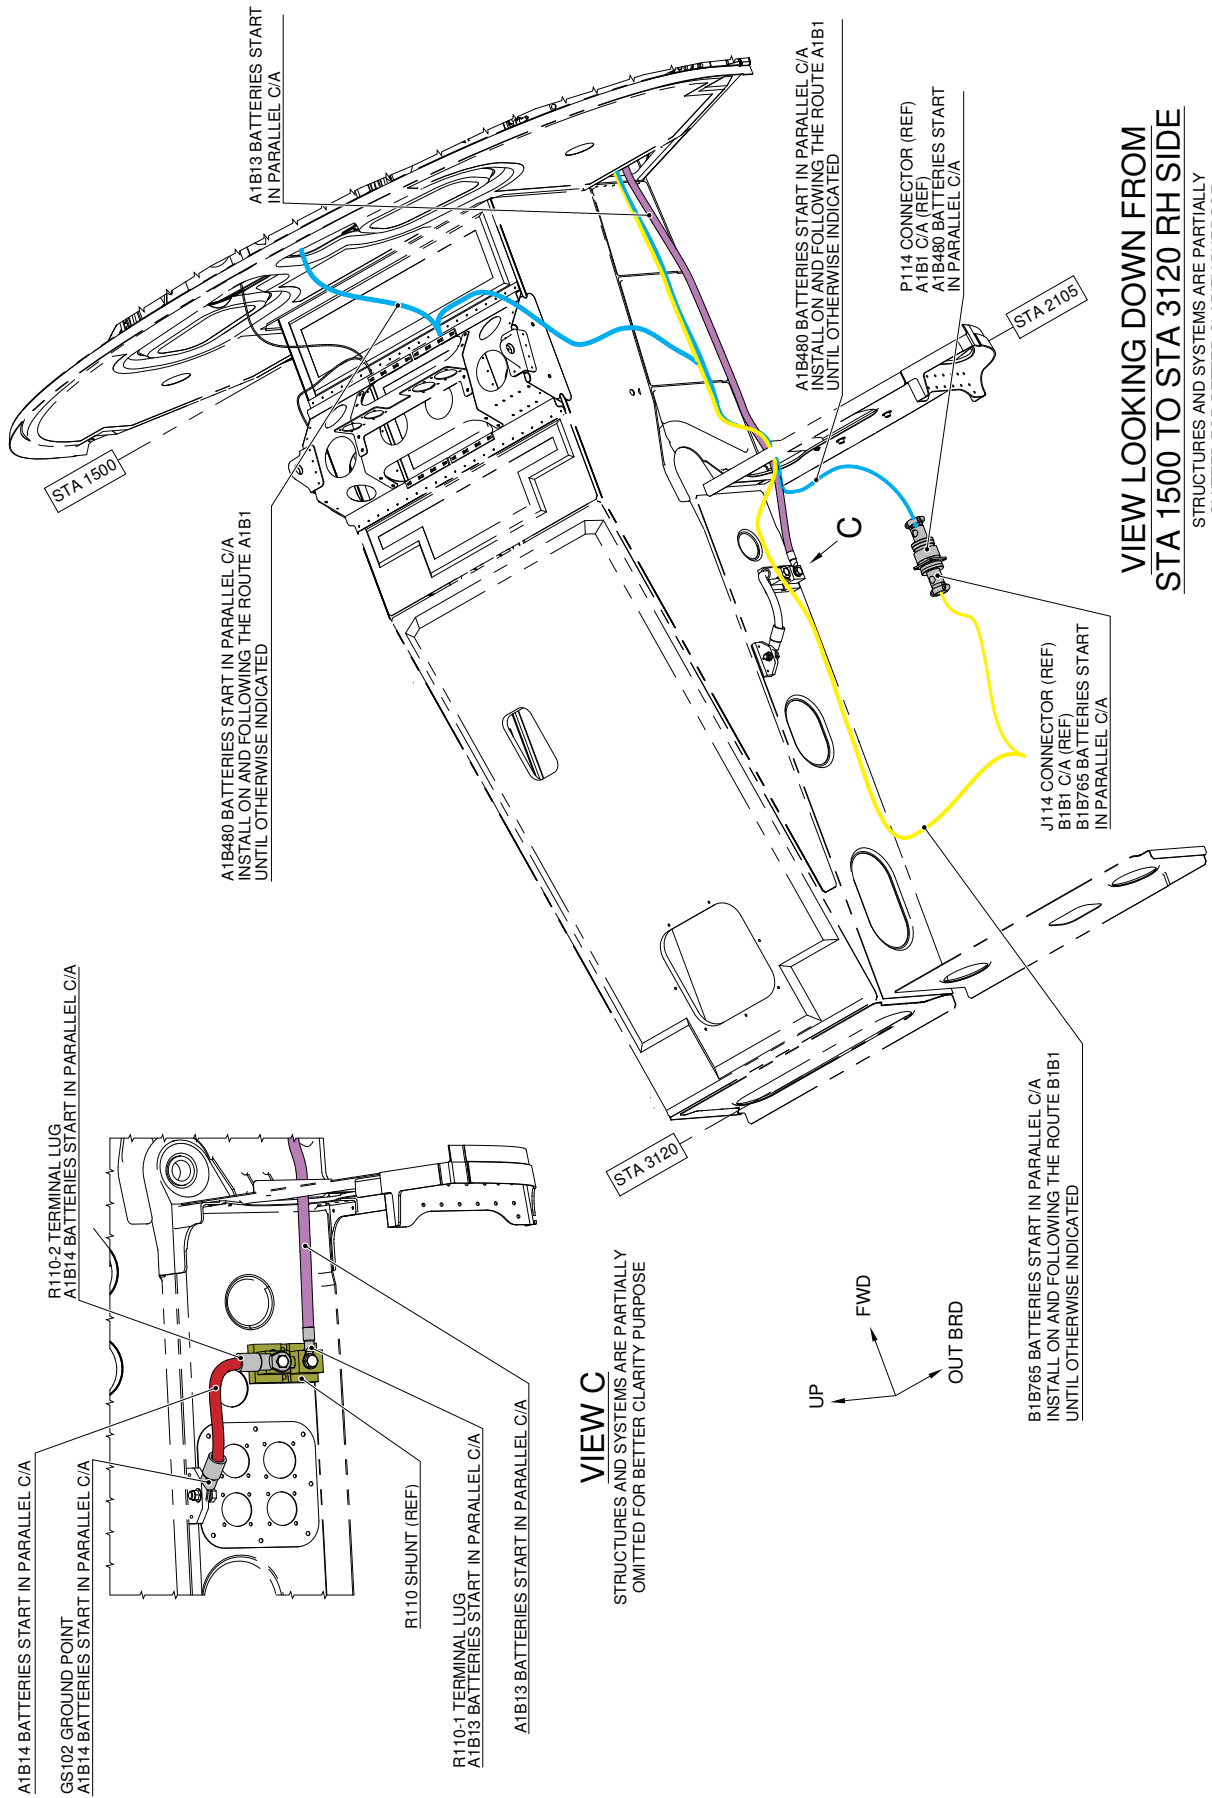 A1B14 BATTERIES START IN PARALLEL C/A
GS102 GROUND POINT
A1B14 BATTERIES START IN PARALLEL C/A
R110-2 TERMINAL LUG
A1B14 BATTERIES START IN PARALLEL C/A
R110 SHUNT (REF)
R110-1 TERMINAL LUG
A1B13 BATTERIES START IN PARALLEL C/A
A1B13 BATTERIES START IN PARALLEL C/A
VIEW C
STRUCTURES AND SYSTEMS ARE PARTIALLY
OMITTED FOR BETTER CLARITY PURPOSE
UP
FWD
OUT BRD
A1B480 BATTERIES START IN PARALLEL C/A
INSTALL ON AND FOLLOWING THE ROUTE A1B1
UNTIL OTHERWISE INDICATED
A1B13 BATTERIES START
IN PARALLEL C/A
STA 1500
STA 3120
STA 2105
C
A1B480 BATTERIES START IN PARALLEL C/A
INSTALL ON AND FOLLOWING THE ROUTE A1B1
UNTIL OTHERWISE INDICATED
P114 CONNECTOR (REF)
A1B1 C/A (REF)
A1B480 BATTERIES START
IN PARALLEL C/A
J114 CONNECTOR (REF)
B1B1 C/A (REF)
B1B765 BATTERIES START
IN PARALLEL C/A
B1B765 BATTERIES START IN PARALLEL C/A
INSTALL ON AND FOLLOWING THE ROUTE B1B1
UNTIL OTHERWISE INDICATED
VIEW LOOKING DOWN FROM
STA 1500 TO STA 3120 RH SIDE
STRUCTURES AND SYSTEMS ARE PARTIALLY